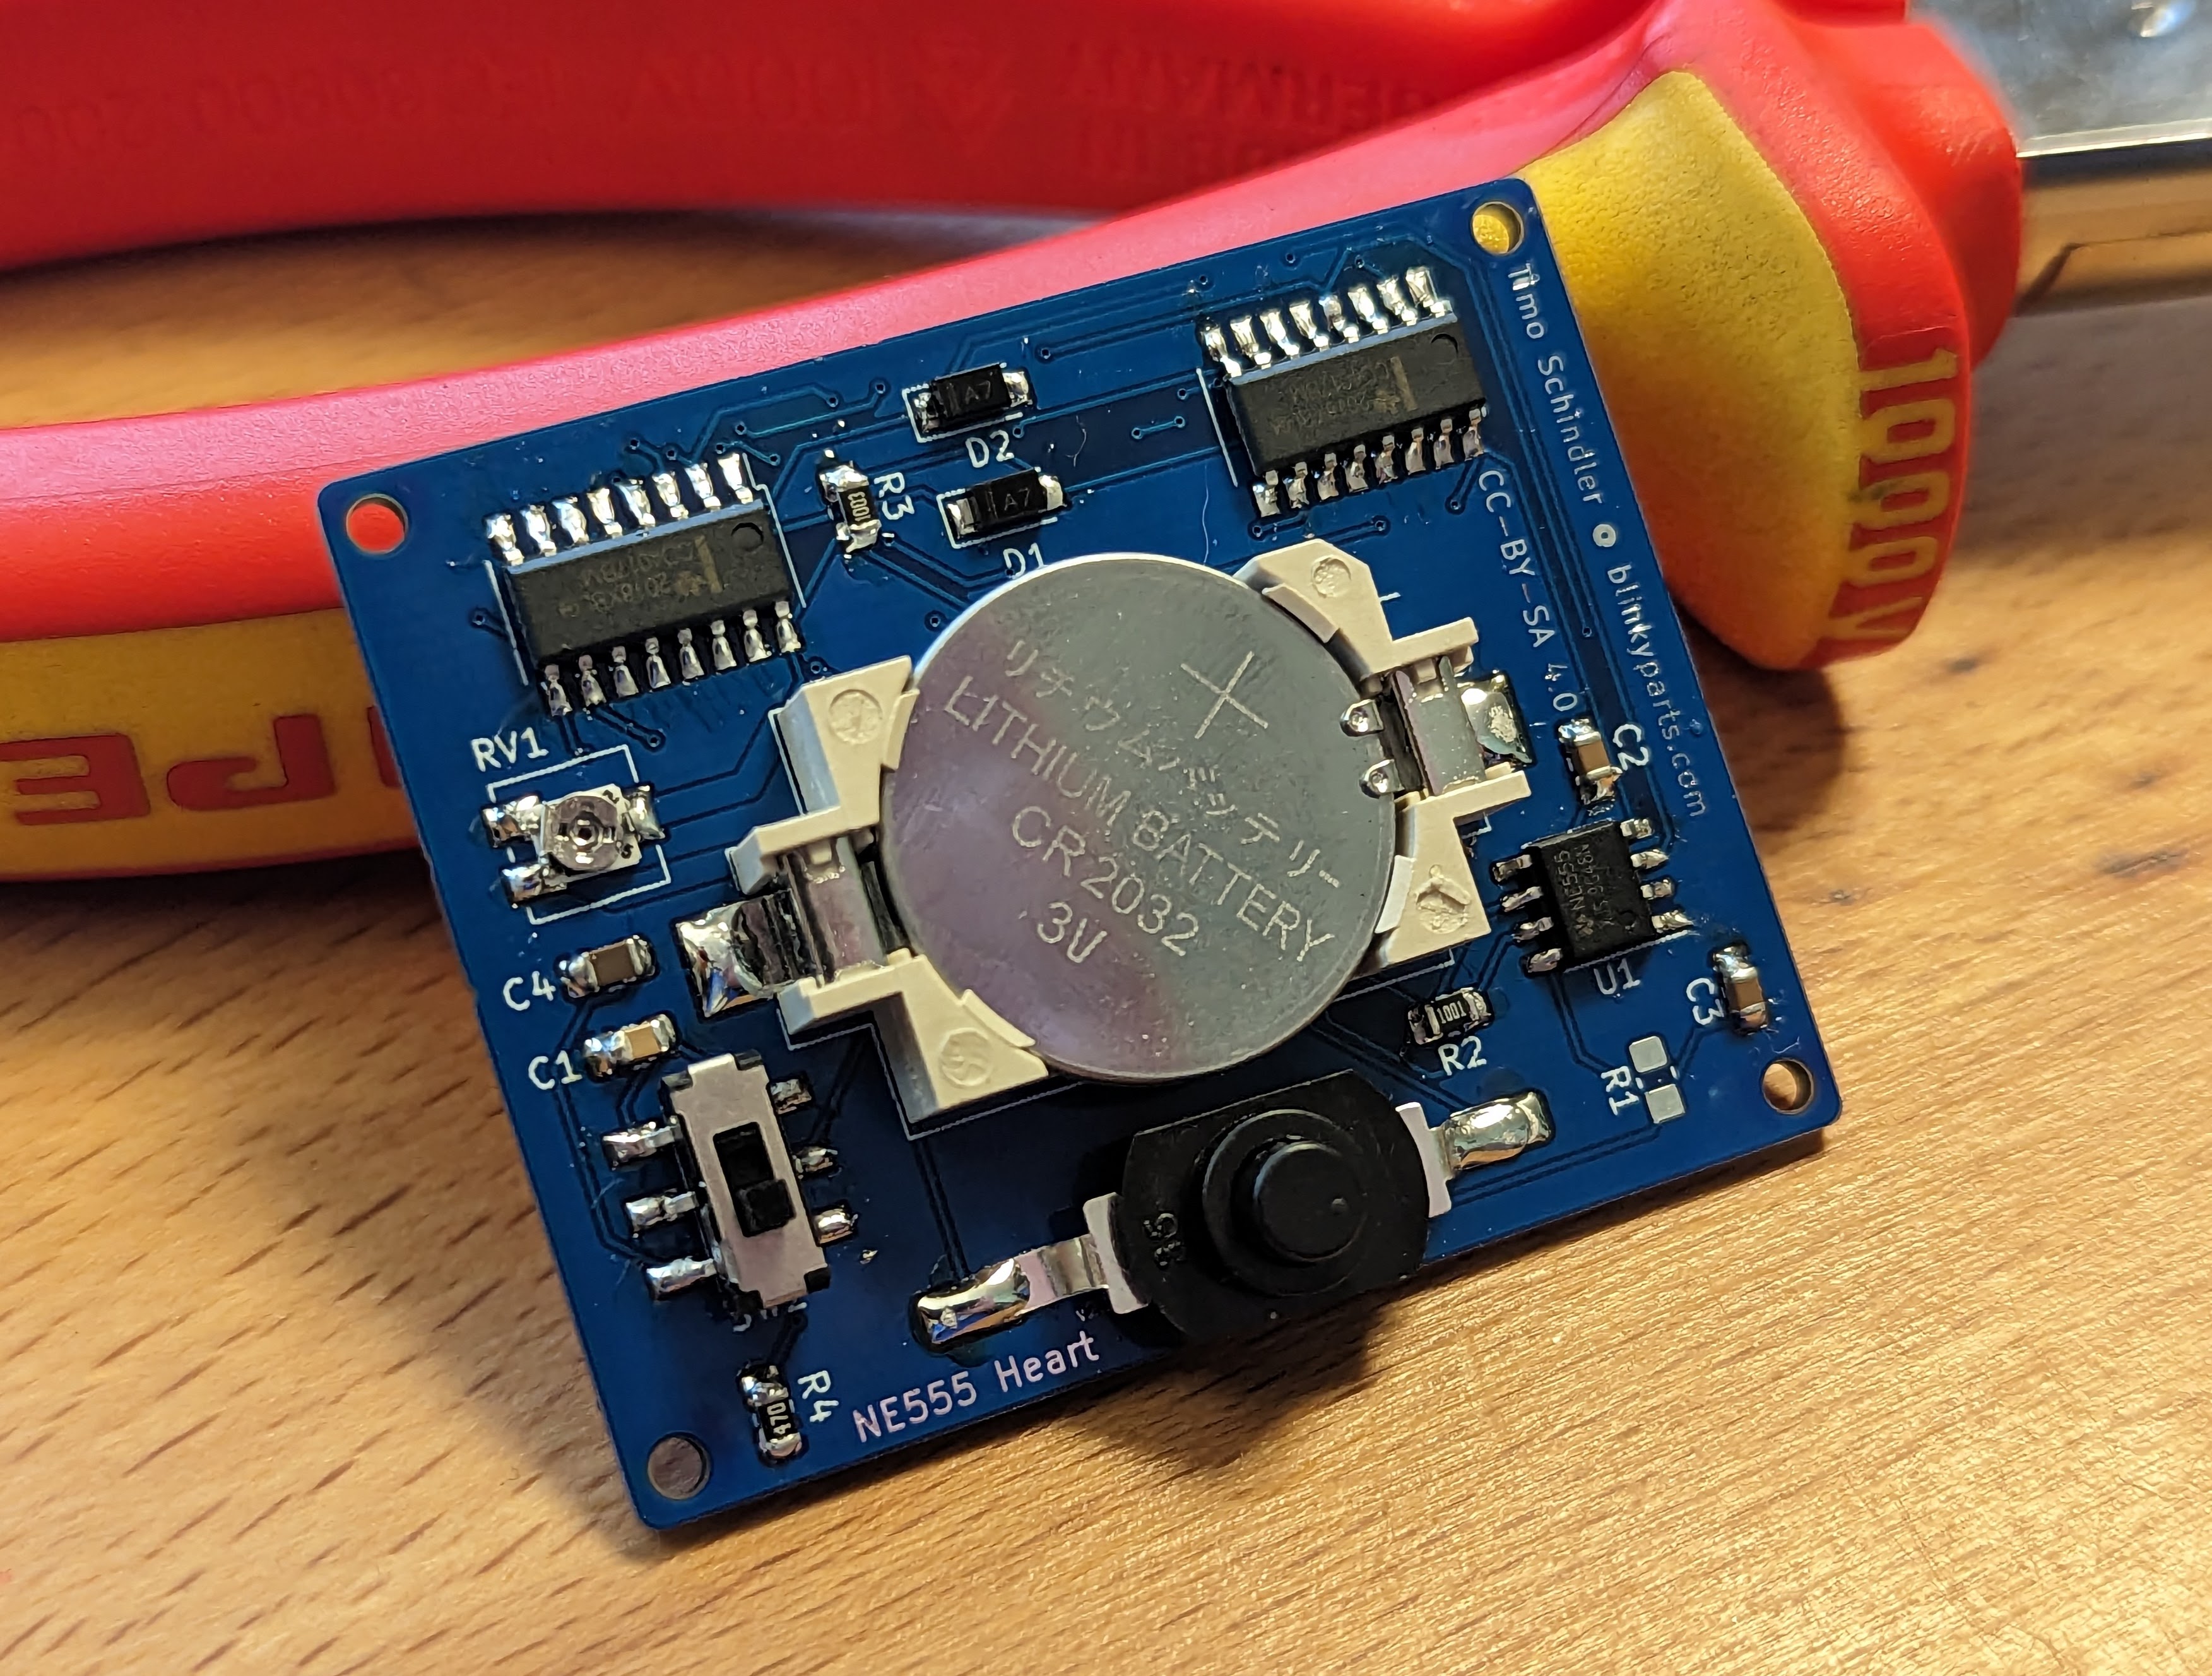 1000V
Timo Schindler
blinkyparts.com
CC-BY-SA 4.0
A7
D2
A7
D1
R3
1003
RV1
リチウムバッテリー
LITHIUM BATTERY
CR2032
3V
C2
NE555
U1
C4
C1
C3
1001
R2
R1
35
R4
470
NE555 Heart